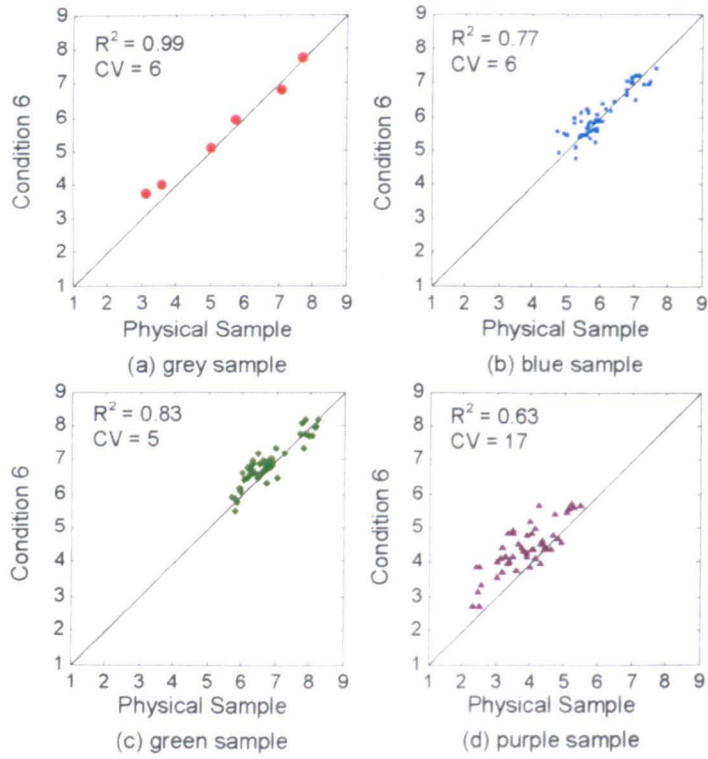 9
8
7
6
5
4
3
2
1
R² = 0.99
CV = 6
Condition 6
1 2 3 4 5 6 7 8 9
Physical Sample
(a) grey sample
9
8
7
6
5
4
3
2
1
R² = 0.77
CV = 6
Condition 6
1 2 3 4 5 6 7 8 9
Physical Sample
(b) blue sample
9
8
7
6
5
4
3
2
1
R² = 0.83
CV = 5
Condition 6
1 2 3 4 5 6 7 8 9
Physical Sample
(c) green sample
9
8
7
6
5
4
3
2
1
R² = 0.63
CV = 17
Condition 6
1 2 3 4 5 6 7 8 9
Physical Sample
(d) purple sample